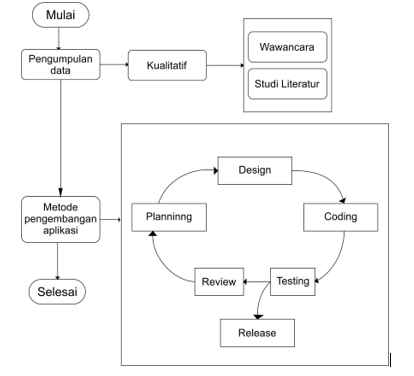 Mulai
Pengumpulan
data
Kualitatif
Wawancara
Studi Literatur
Metode
pengembangan
aplikasi
Selesai
Design
Planninng
Coding
Review
Testing
Release